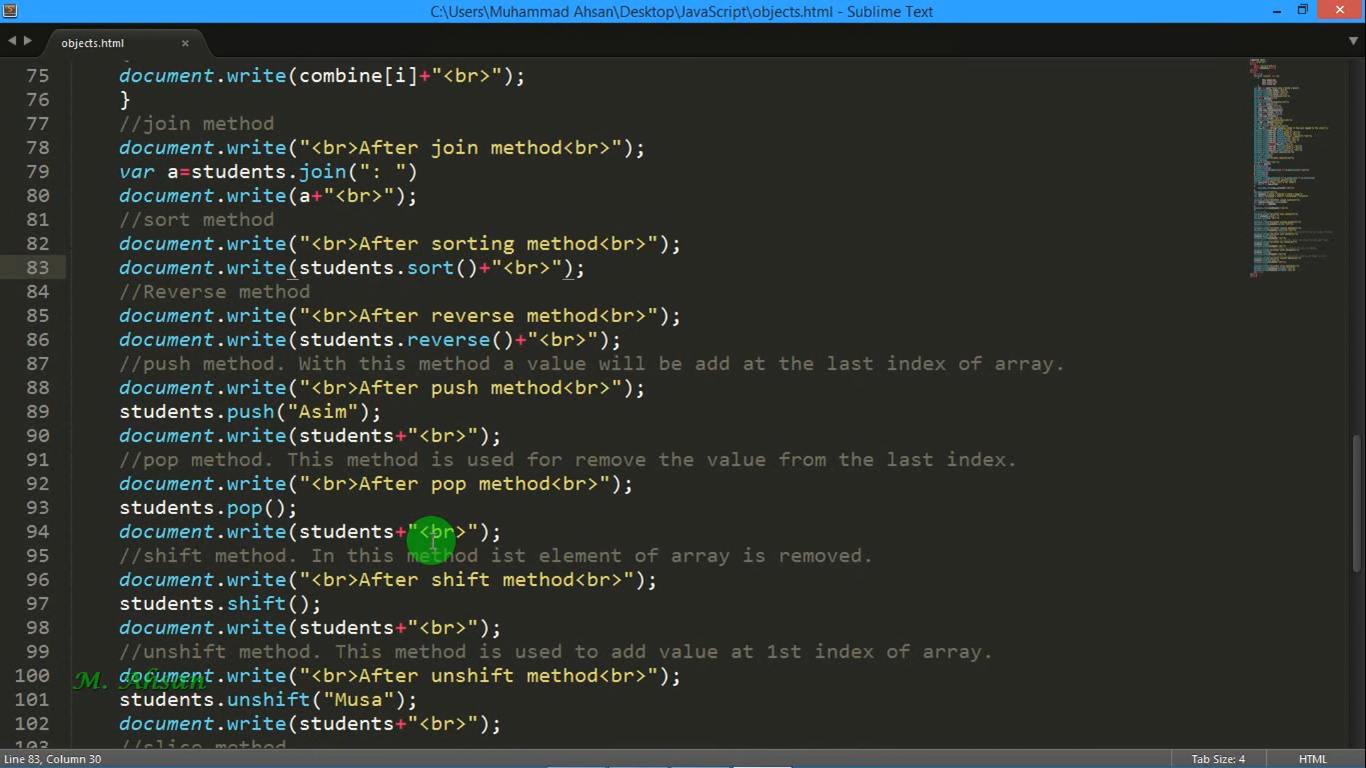 C:\Users\Muhammad Ahsan\Desktop\JavaScript\objects.html - Sublime Text
objects.html
75 document.write(combine[i]+"<br>");
76 }
77 //join method
78 document.write("<br>After join method<br>");
79 var a=students.join(": ")
80 document.write(a+"<br>");
81 //sort method
82 document.write("<br>After sorting method<br>");
83 document.write(students.sort()+"<br>");
84 //Reverse method
85 document.write("<br>After reverse method<br>");
86 document.write(students.reverse()+"<br>");
87 //push method. With this method a value will be add at the last index of array.
88 document.write("<br>After push method<br>");
89 students.push("Asim");
90 document.write(students+"<br>");
91 //pop method. This method is used for remove the value from the last index.
92 document.write("<br>After pop method<br>");
93 students.pop();
94 document.write(students+"<br>");
95 //shift method. In this method ist element of array is removed.
96 document.write("<br>After shift method<br>");
97 students.shift();
98 document.write(students+"<br>");
99 //unshift method. This method is used to add value at 1st index of array.
100 document.write("<br>After unshift method<br>");
M. Ahsan
101 students.unshift("Musa");
102 document.write(students+"<br>");
103 //slice method
Line 83, Column 30
Tab Size: 4
HTML